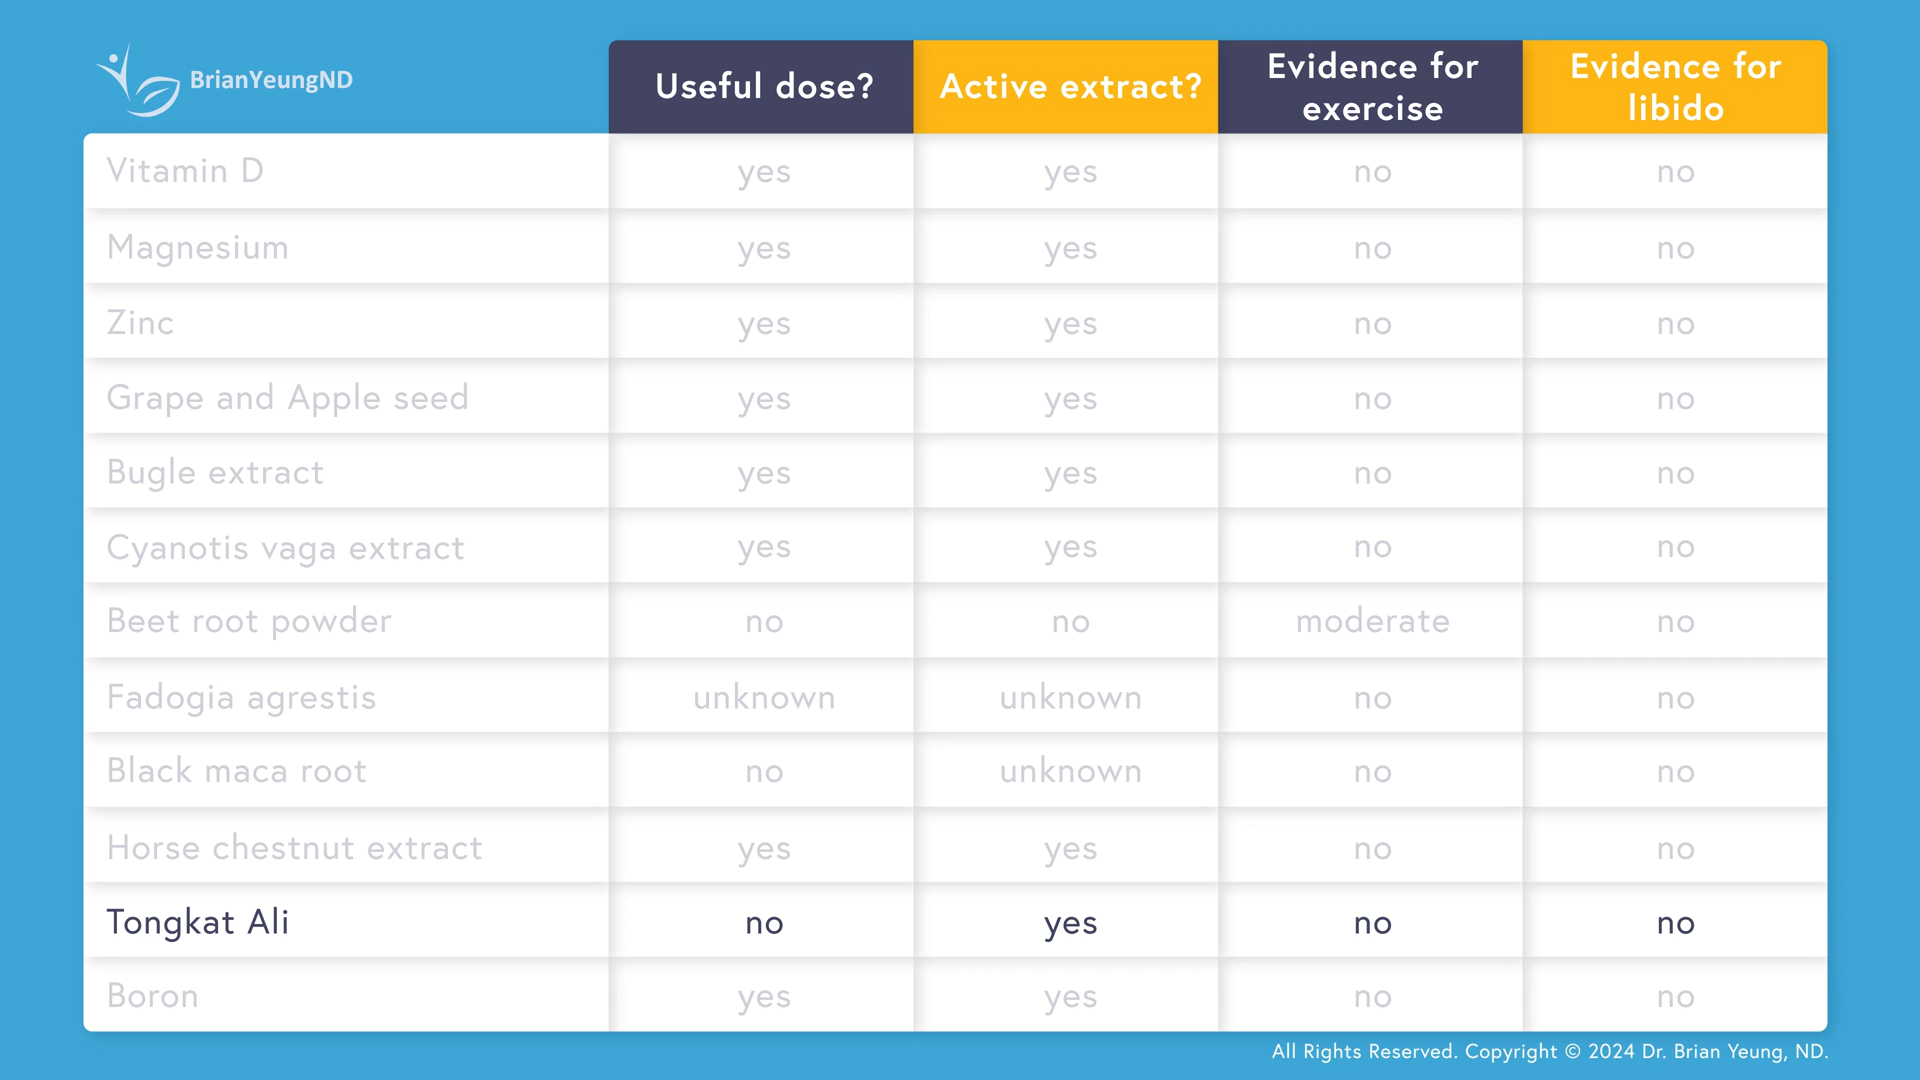 BrianYeungND
Useful dose? Active extract? Evidence for exercise Evidence for libido
Vitamin D yes yes no no
Magnesium yes yes no no
Zinc yes yes no no
Grape and Apple seed yes yes no no
Bugle extract yes yes no no
Cyanotis vaga extract yes yes no no
Beet root powder no no moderate no
Fadogia agrestis unknown unknown no no
Black maca root no unknown no no
Horse chestnut extract yes yes no no
Tongkat Ali no yes no no
Boron yes yes no no
All Rights Reserved. Copyright © 2024 Dr. Brian Yeung, ND.